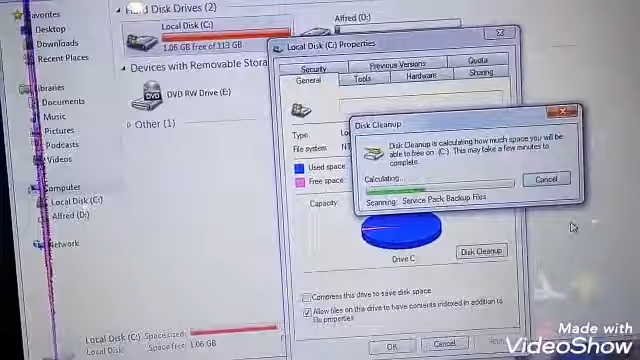 Favorites
Desktop
Downloads
Recent Places
Libraries
Documents
Music
Pictures
Podcasts
Videos
Computer
Local Disk (C:)
Alfred (D:)
Network
Hard Disk Drives (2)
Local Disk (C:)
1.06 GB free of 113 GB
Alfred (D:)
Devices with Removable Stora
DVD RW Drive (E:)
Other (1)
Local Disk (C:) Properties
Security
Previous Versions
Quota
General
Tools
Hardware
Sharing
Type:
File system
Used space
Free space
Capacity:
Drive C
Disk Cleanup
Compress this drive to save disk space
Allow files on this drive to have contents indexed in addition to
file properties
OK
Cancel
Disk Cleanup
Disk Cleanup is calculating how much space you will be
able to free on (C:). This may take a few minutes to
complete.
Calculating...
Cancel
Scanning: Service Pack Backup Files
Local Disk (C:) Space used:
Local Disk Space free: 1.06 GB
Made with
VideoShow